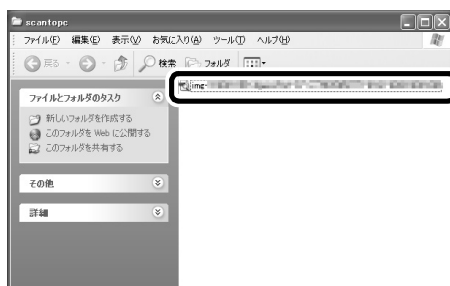 scantopc
ファイル(F) 編集(E) 表示(V) お気に入り(A) ツール(T) ヘルプ(H)
戻る 検索 フォルダ
img-
ファイルとフォルダのタスク
新しいフォルダを作成する
このフォルダを Web に公開する
このフォルダを共有する
その他
詳細